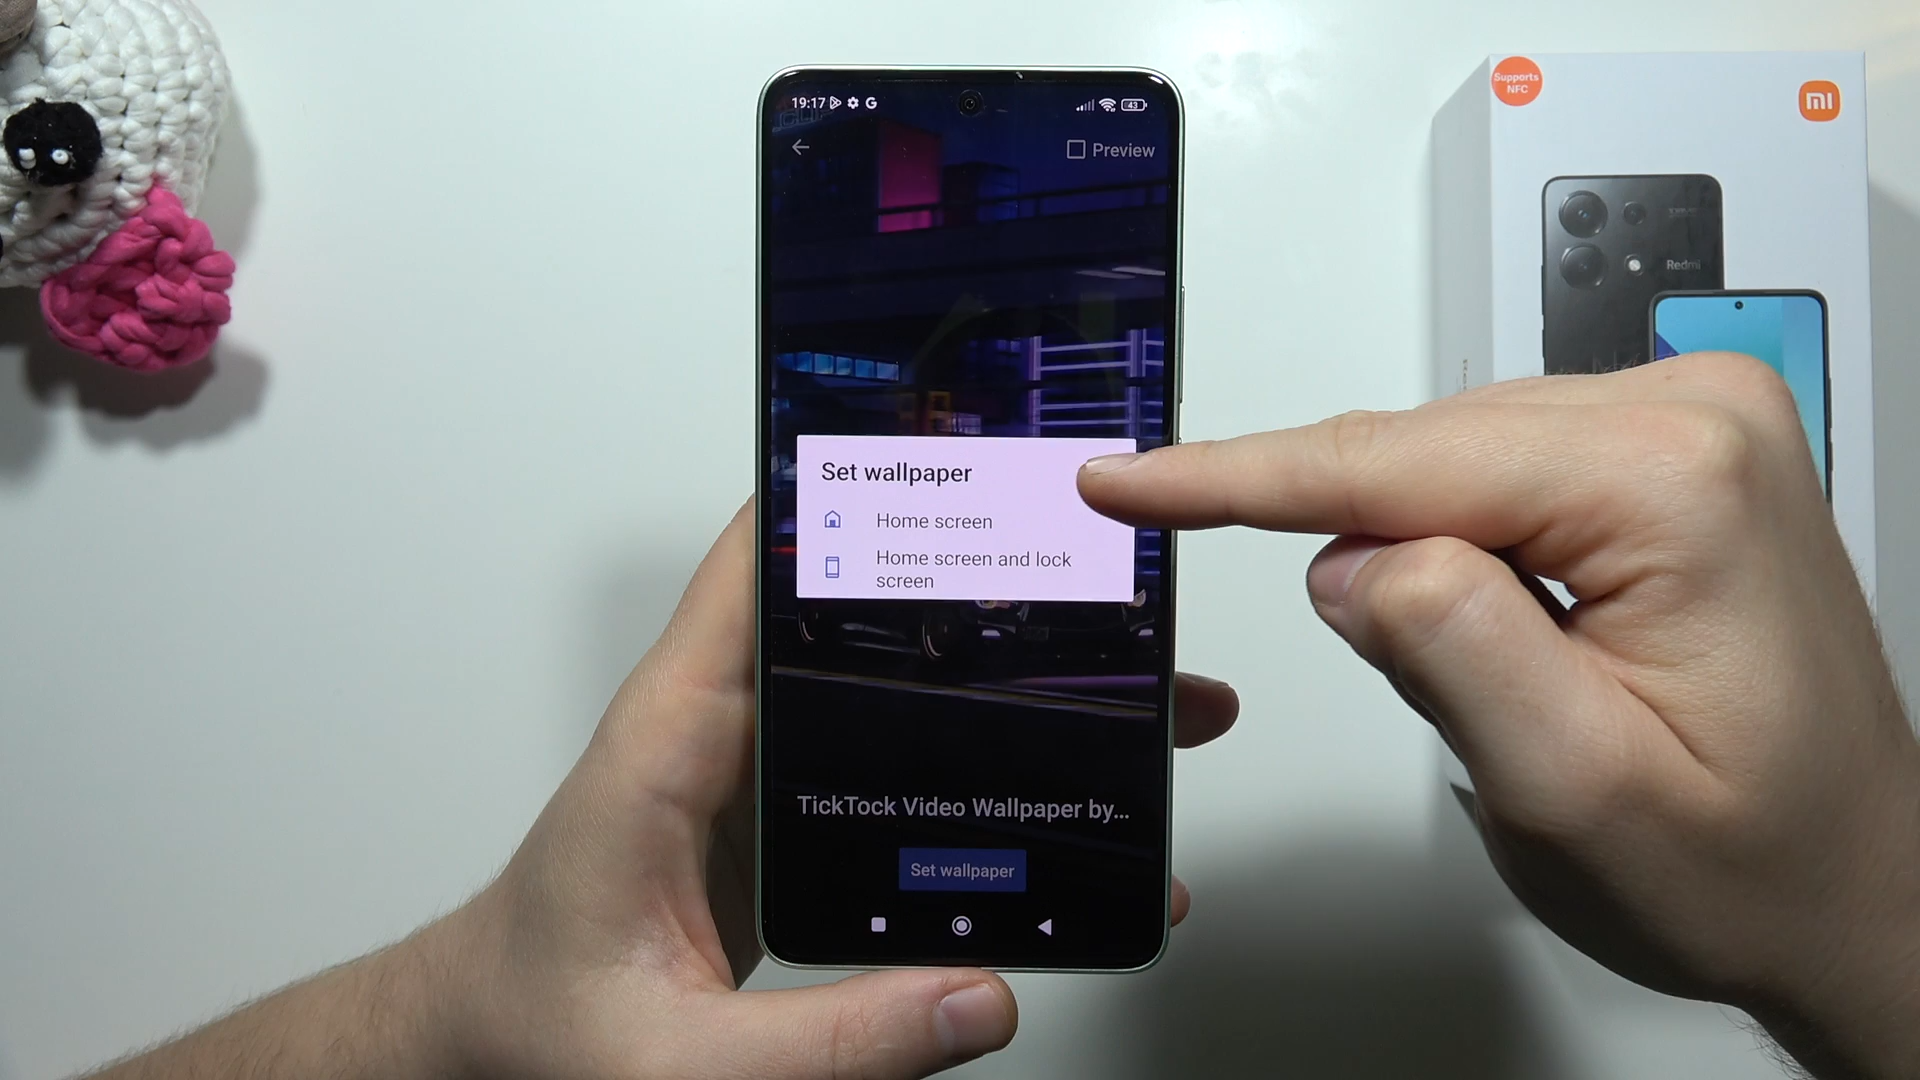 19:17
43
Preview
Set wallpaper
Home screen
Home screen and lock
screen
TickTock Video Wallpaper by...
Set wallpaper
Supports
NFC
mi
Redmi